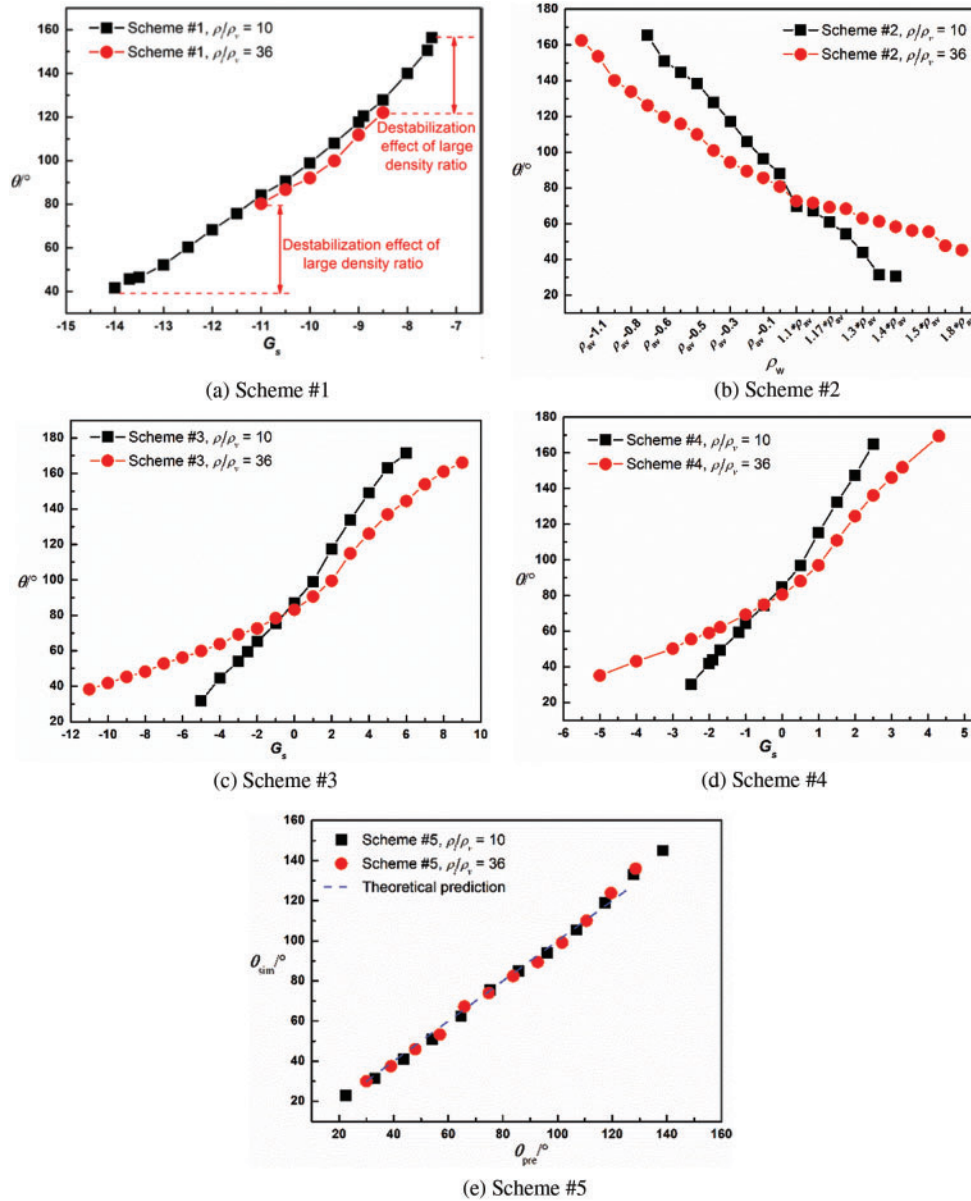 Scheme #1, ρ/ρv = 10
Scheme #1, ρ/ρv = 36
Destabilization
effect of large
density ratio
Destabilization effect of
large density ratio
θ/°
160
140
120
100
80
60
40
-15 -14 -13 -12 -11 -10 -9 -8 -7
Gs
(a) Scheme #1
Scheme #2, ρ/ρv = 10
Scheme #2, ρ/ρv = 36
θ/°
180
160
140
120
100
80
60
40
20
ρav-1.1 ρav-0.8 ρav-0.6 ρav-0.5 ρav-0.3 ρav-0.1 1.1*ρav 1.17*ρav 1.3*ρav 1.4*ρav 1.5*ρav 1.8*ρav
ρw
(b) Scheme #2
Scheme #3, ρ/ρv = 10
Scheme #3, ρ/ρv = 36
θ/°
180
160
140
120
100
80
60
40
20
-12 -10 -8 -6 -4 -2 0 2 4 6 8 10
Gs
(c) Scheme #3
Scheme #4, ρ/ρv = 10
Scheme #4, ρ/ρv = 36
θ/°
180
160
140
120
100
80
60
40
20
-6 -5 -4 -3 -2 -1 0 1 2 3 4 5
Gs
(d) Scheme #4
Scheme #5, ρl/ρv = 10
Scheme #5, ρl/ρv = 36
Theoretical prediction
θsim/°
160
140
120
100
80
60
40
20
20 40 60 80 100 120 140 160
θpre/°
(e) Scheme #5